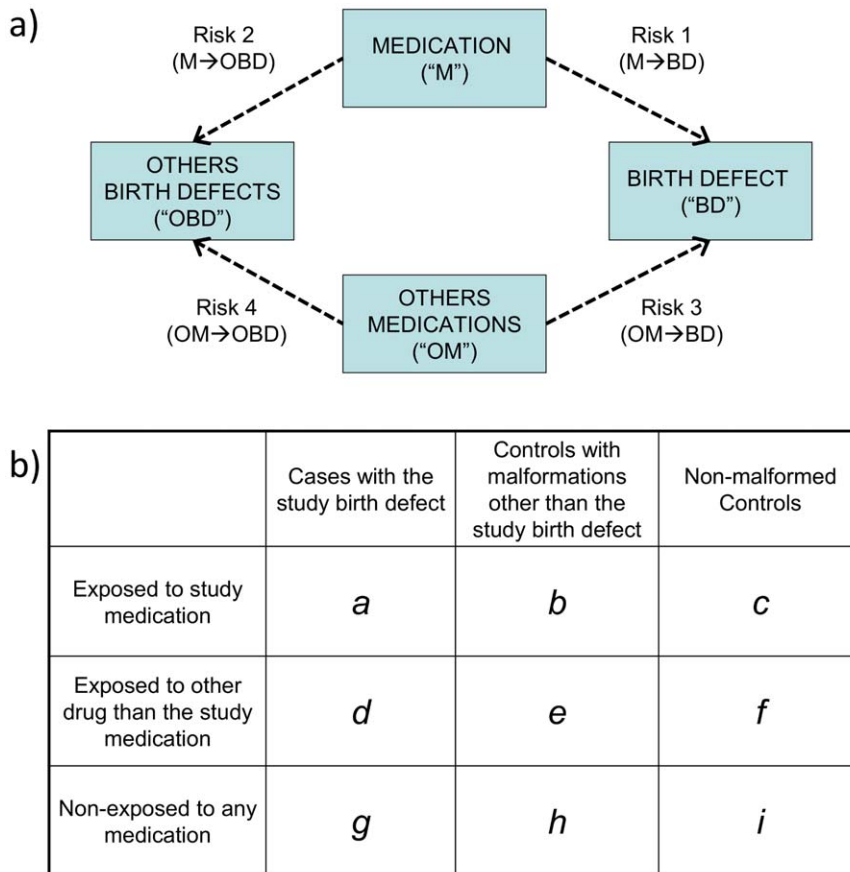 a)
Risk 2
(M→OBD)
MEDICATION
("M")
Risk 1
(M→BD)
OTHERS
BIRTH DEFECTS
("OBD")
BIRTH DEFECT
("BD")
Risk 4
(OM→OBD)
OTHERS
MEDICATIONS
("OM")
Risk 3
(OM→BD)
b)
Cases with the
study birth defect
Controls with
malformations
other than the
study birth defect
Non-malformed
Controls
Exposed to study
medication
a
b
c
Exposed to other
drug than the study
medication
d
e
f
Non-exposed to any
medication
g
h
i